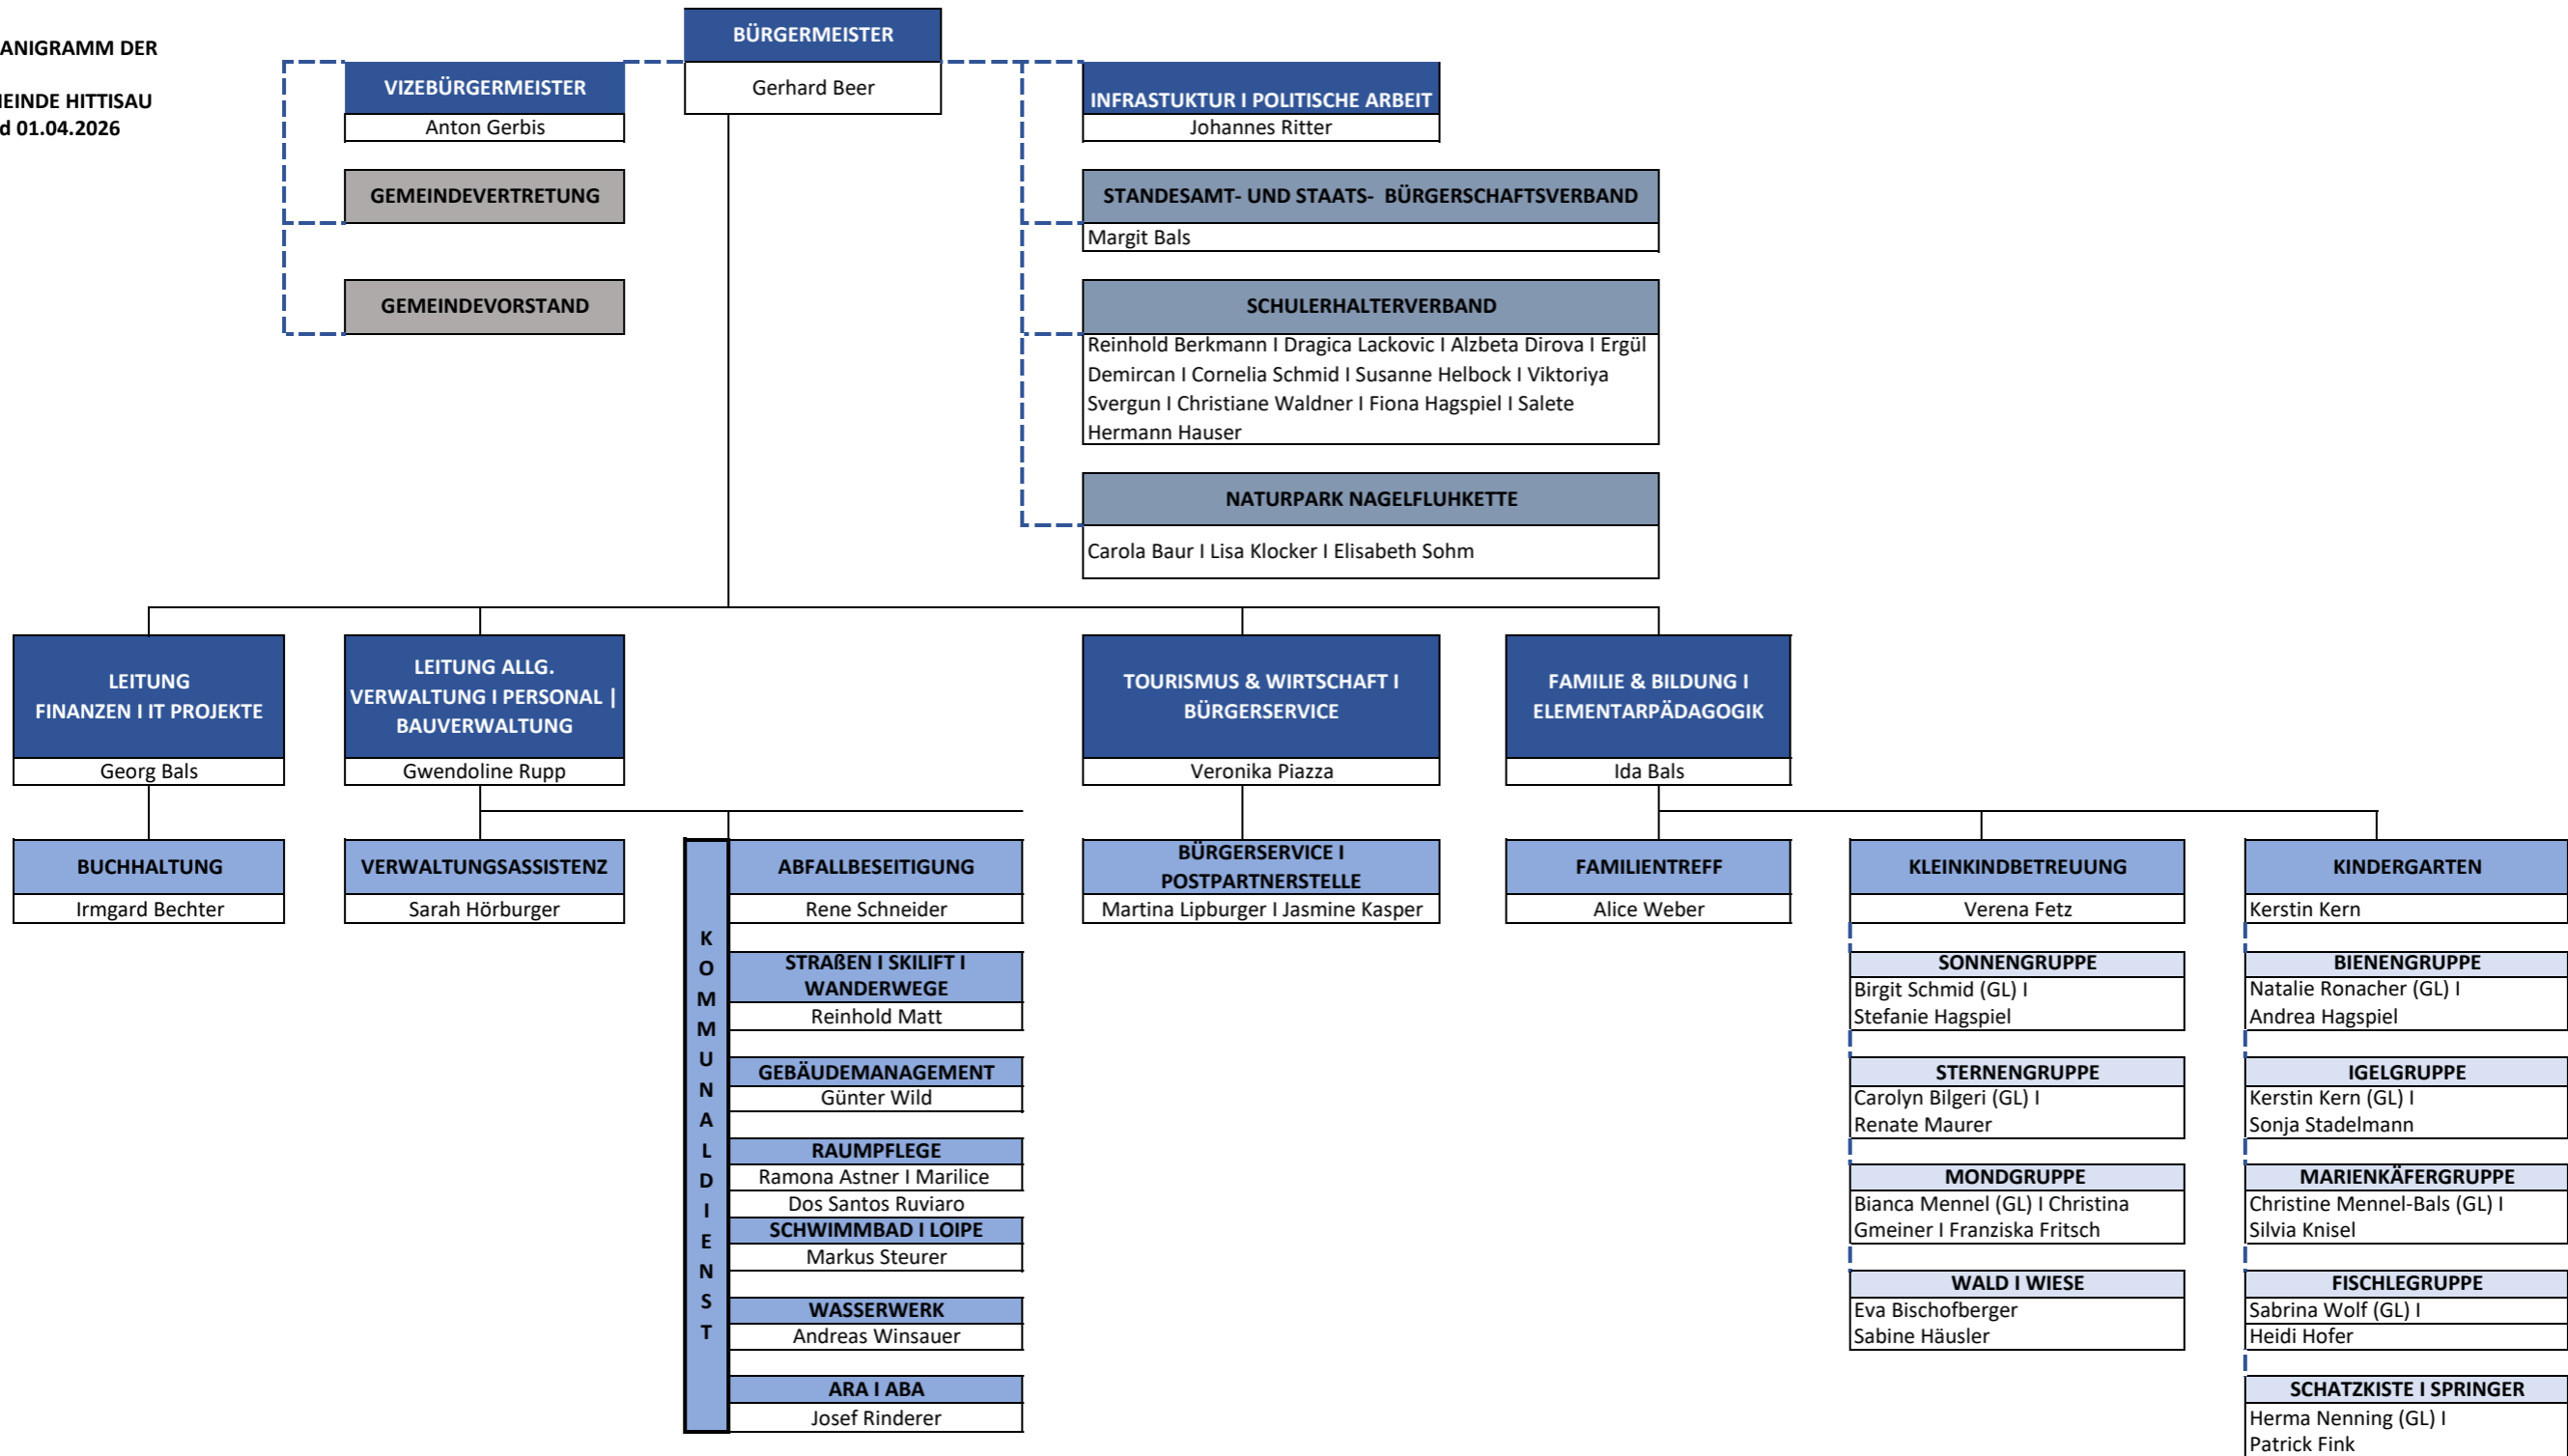 ANIGRAMM DER
EINDE HITTISAU
d 01.04.2026
BÜRGERMEISTER
Gerhard Beer
VIZEBÜRGERMEISTER
Anton Gerbis
GEMEINDEVERTRETUNG
GEMEINDEVORSTAND
INFRASTUKTUR I POLITISCHE ARBEIT
Johannes Ritter
STANDESAMT- UND STAATS- BÜRGERSCHAFTSVERBAND
Margit Bals
SCHULERHALTERVERBAND
Reinhold Berkmann I Dragica Lackovic I Alzbeta Dirova I Ergül
Demircan I Cornelia Schmid I Susanne Helbock I Viktoriya
Svergun I Christiane Waldner I Fiona Hagspiel I Salete
Hermann Hauser
NATURPARK NAGELFLUHKETTE
Carola Baur I Lisa Klocker I Elisabeth Sohm
LEITUNG
FINANZEN I IT PROJEKTE
Georg Bals
BUCHHALTUNG
Irmgard Bechter
LEITUNG ALLG.
VERWALTUNG I PERSONAL |
BAUVERWALTUNG
Gwendoline Rupp
VERWALTUNGSASSISTENZ
Sarah Hörburger
KOMMUNALDIENST
ABFALLBESEITIGUNG
Rene Schneider
STRAßEN I SKILIFT I
WANDERWEGE
Reinhold Matt
GEBÄUDEMANAGEMENT
Günter Wild
RAUMPFLEGE
Ramona Astner I Marilice
Dos Santos Ruviaro
SCHWIMMBAD I LOIPE
Markus Steurer
WASSERWERK
Andreas Winsauer
ARA I ABA
Josef Rinderer
TOURISMUS & WIRTSCHAFT I
BÜRGERSERVICE
Veronika Piazza
BÜRGERSERVICE I
POSTPARTNERSTELLE
Martina Lipburger I Jasmine Kasper
FAMILIE & BILDUNG I
ELEMENTARPÄDAGOGIK
Ida Bals
FAMILIENTREFF
Alice Weber
KLEINKINDBETREUUNG
Verena Fetz
SONNENGRUPPE
Birgit Schmid (GL) I
Stefanie Hagspiel
STERNENGRUPPE
Carolyn Bilgeri (GL) I
Renate Maurer
MONDGRUPPE
Bianca Mennel (GL) I Christina
Gmeiner I Franziska Fritsch
WALD I WIESE
Eva Bischofberger
Sabine Häusler
KINDERGARTEN
Kerstin Kern
BIENENGRUPPE
Natalie Ronacher (GL) I
Andrea Hagspiel
IGELGRUPPE
Kerstin Kern (GL) I
Sonja Stadelmann
MARIENKÄFERGRUPPE
Christine Mennel-Bals (GL) I
Silvia Knisel
FISCHLEGRUPPE
Sabrina Wolf (GL) I
Heidi Hofer
SCHATZKISTE I SPRINGER
Herma Nenning (GL) I
Patrick Fink